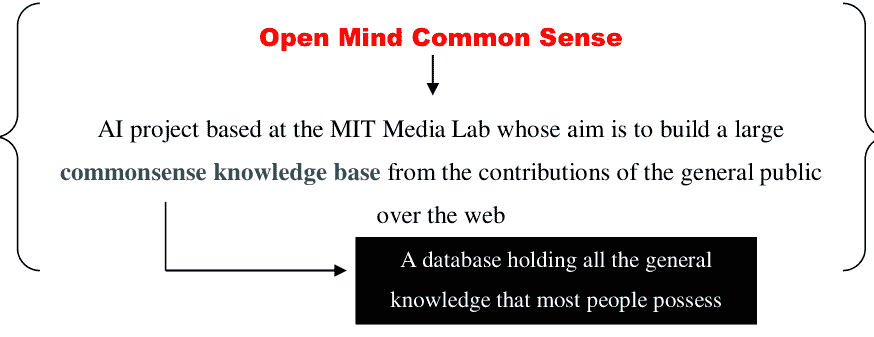 Open Mind Common Sense
AI project based at the MIT Media Lab whose aim is to build a large
commonsense knowledge base from the contributions of the general public
over the web
A database holding all the general
knowledge that most people possess